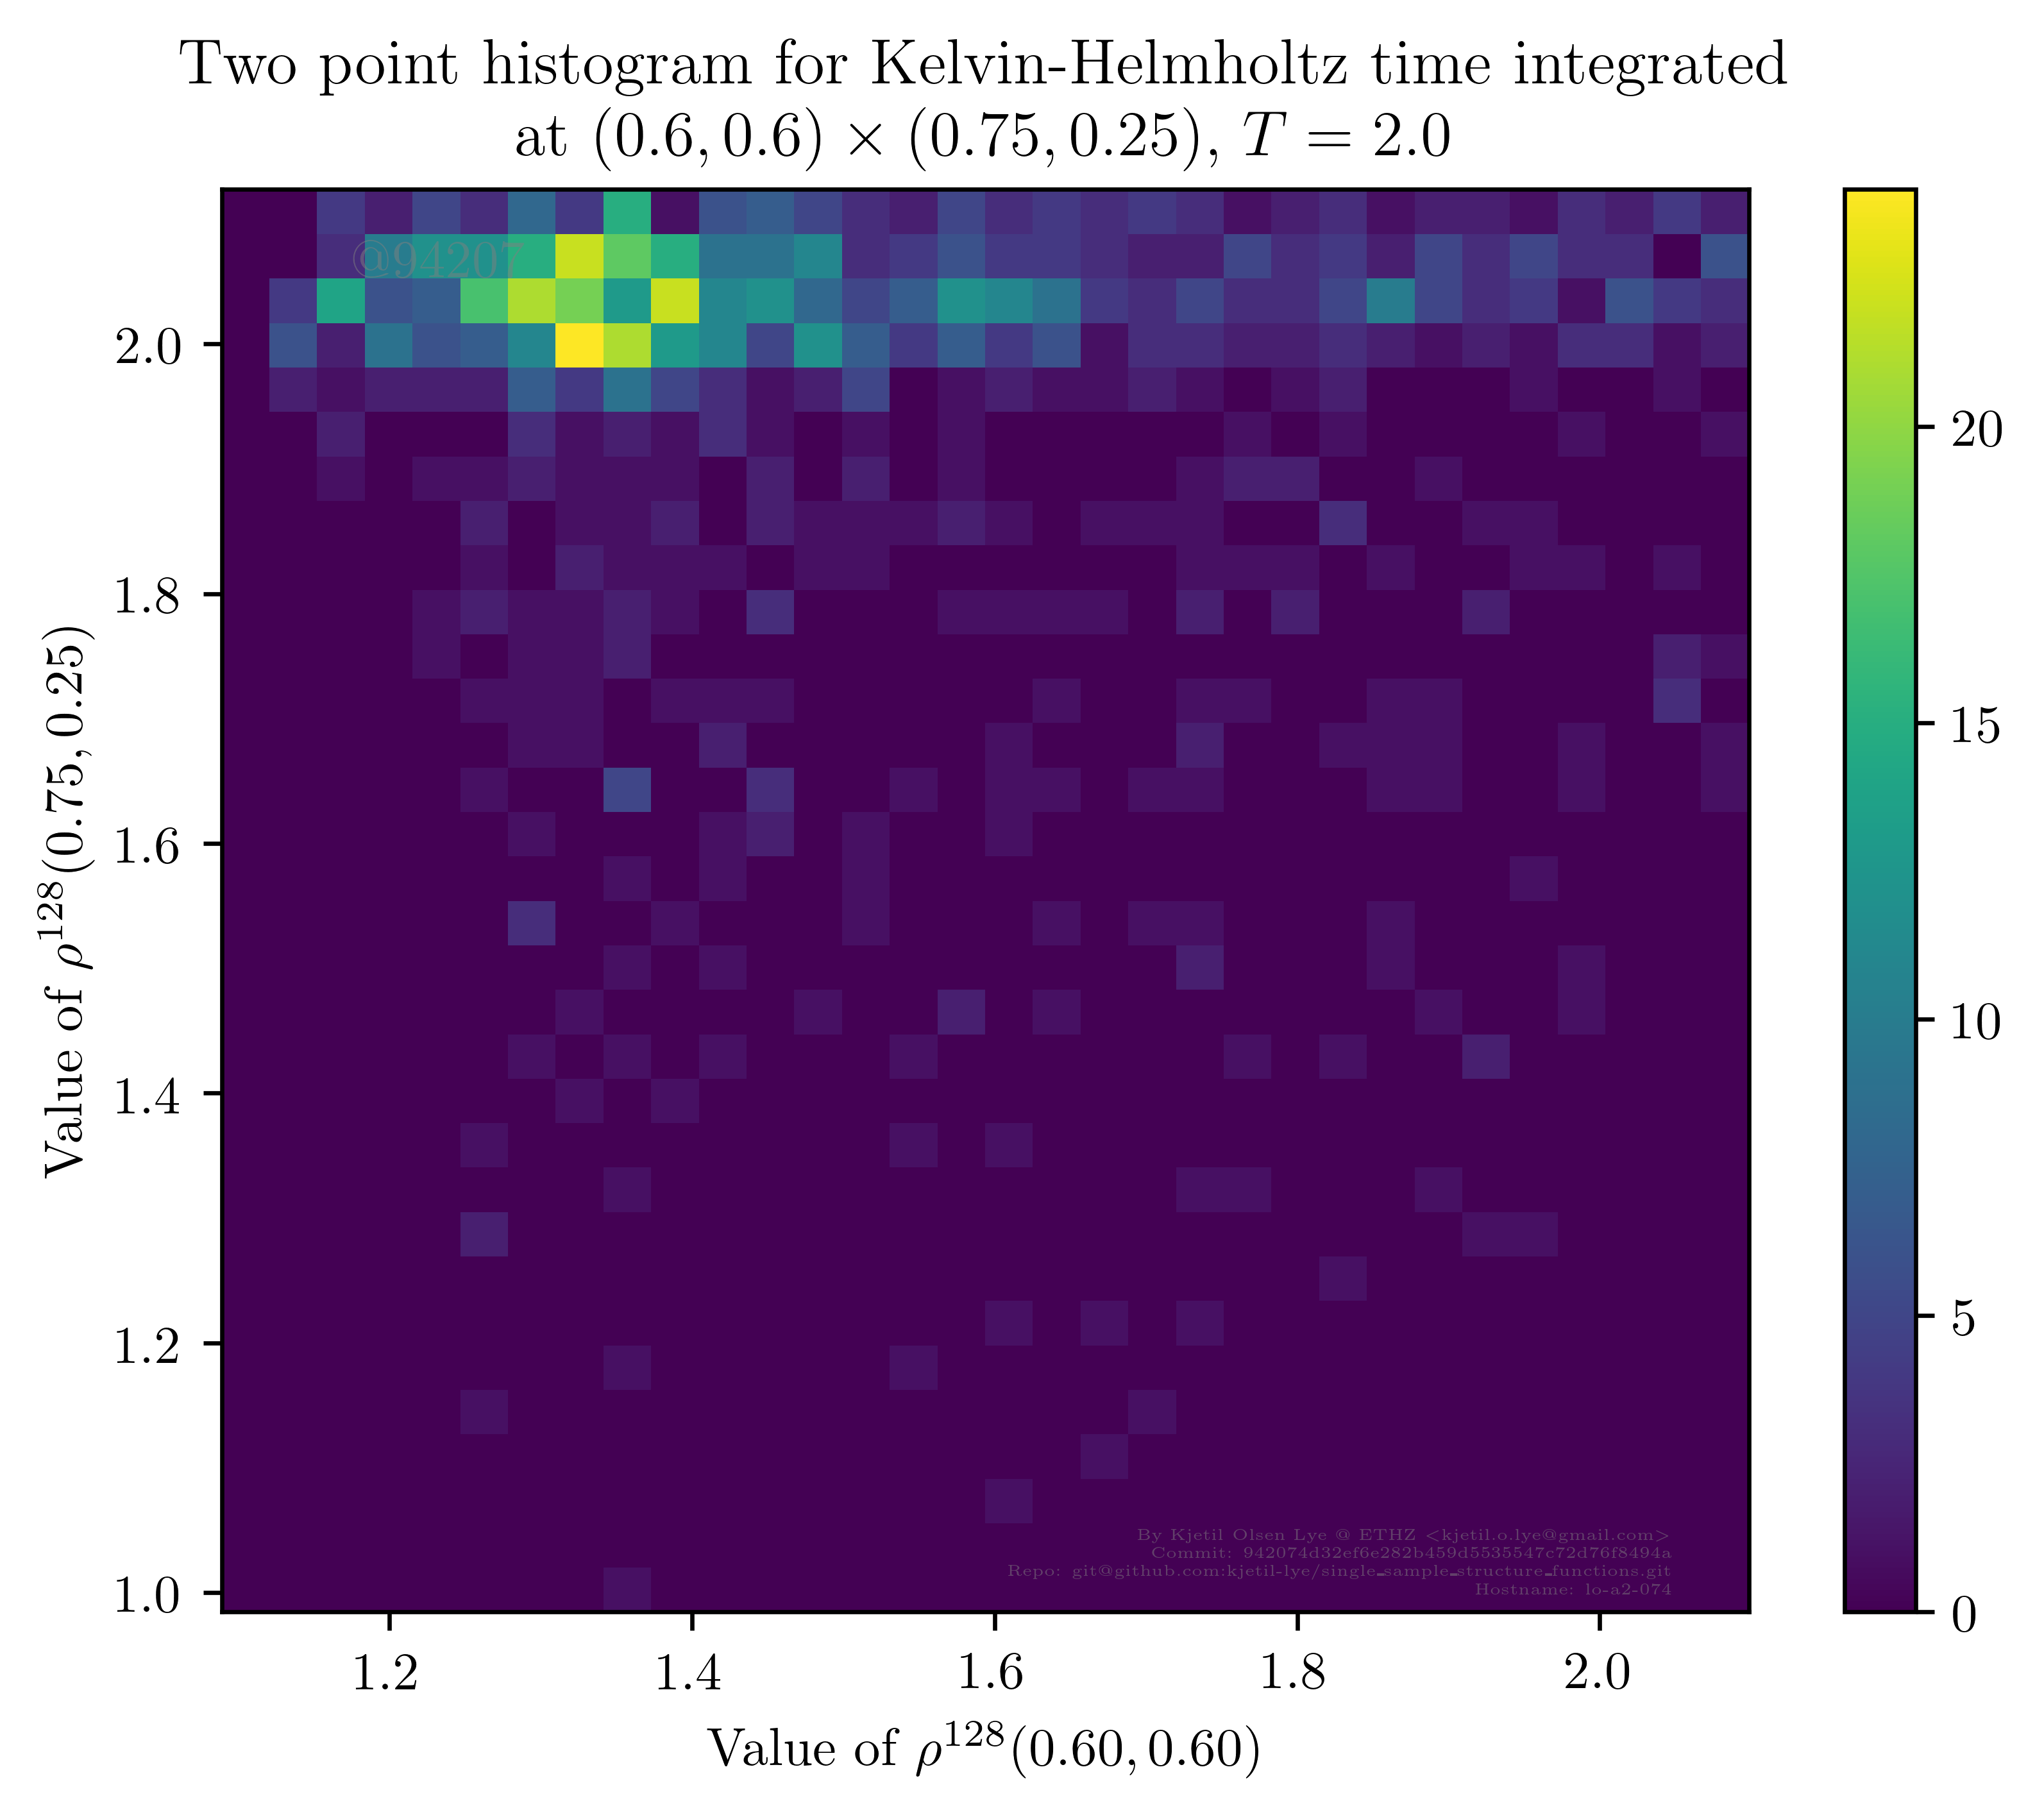 Two point histogram for Kelvin-Helmholtz time integrated
at (0.6, 0.6) × (0.75, 0.25), T = 2.0
@94207
2.0
1.8
1.6
1.4
1.2
1.0
Value of ρ^128(0.75, 0.25)
1.2
1.4
1.6
1.8
2.0
Value of ρ^128(0.60, 0.60)
20
15
10
5
0
By Kjetil Olsen Lye @ ETHZ <kjetil.o.lye@gmail.com>
Commit: 942074d32ef6e282b459d5535547c72d76f8494a
Repo: git@github.com:kjetil-lye/single_sample_structure_functions.git
Hostname: lo-a2-074